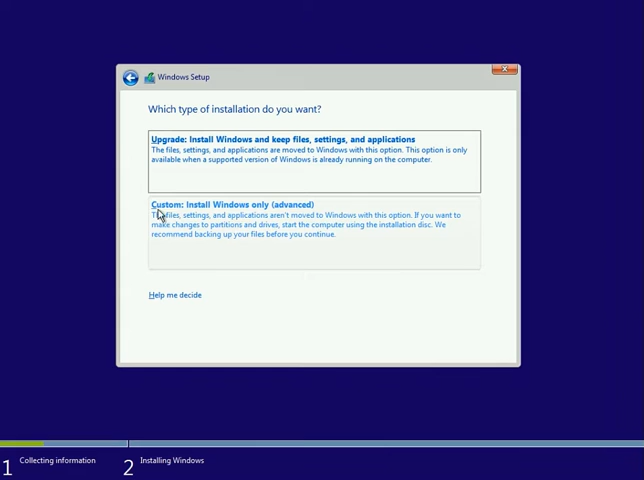 Windows Setup
Which type of installation do you want?
Upgrade: Install Windows and keep files, settings, and applications
The files, settings, and applications are moved to Windows with this option. This option is only
available when a supported version of Windows is already running on the computer.
Custom: Install Windows only (advanced)
The files, settings, and applications aren't moved to Windows with this option. If you want to
make changes to partitions and drives, start the computer using the installation disc. We
recommend backing up your files before you continue.
Help me decide
1 Collecting information
2 Installing Windows